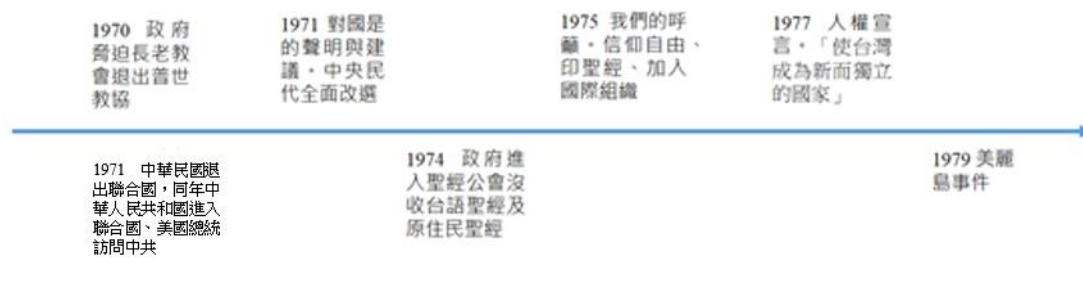 1970 政府
脅迫長老教
會退出普世
教協
1971 對國是
的聲明與建
議。中央民
代全面改選
1975 我們的呼
籲。信仰自由、
印聖經、加入
國際組織
1977 人權宣
言。「使台灣
成為新而獨立
的國家」
1971 中華民國退
出聯合國，同年中
華人民共和國進入
聯合國、美國總統
訪問中共
1974 政府進
入聖經公會沒
收台語聖經及
原住民聖經
1979 美麗
島事件